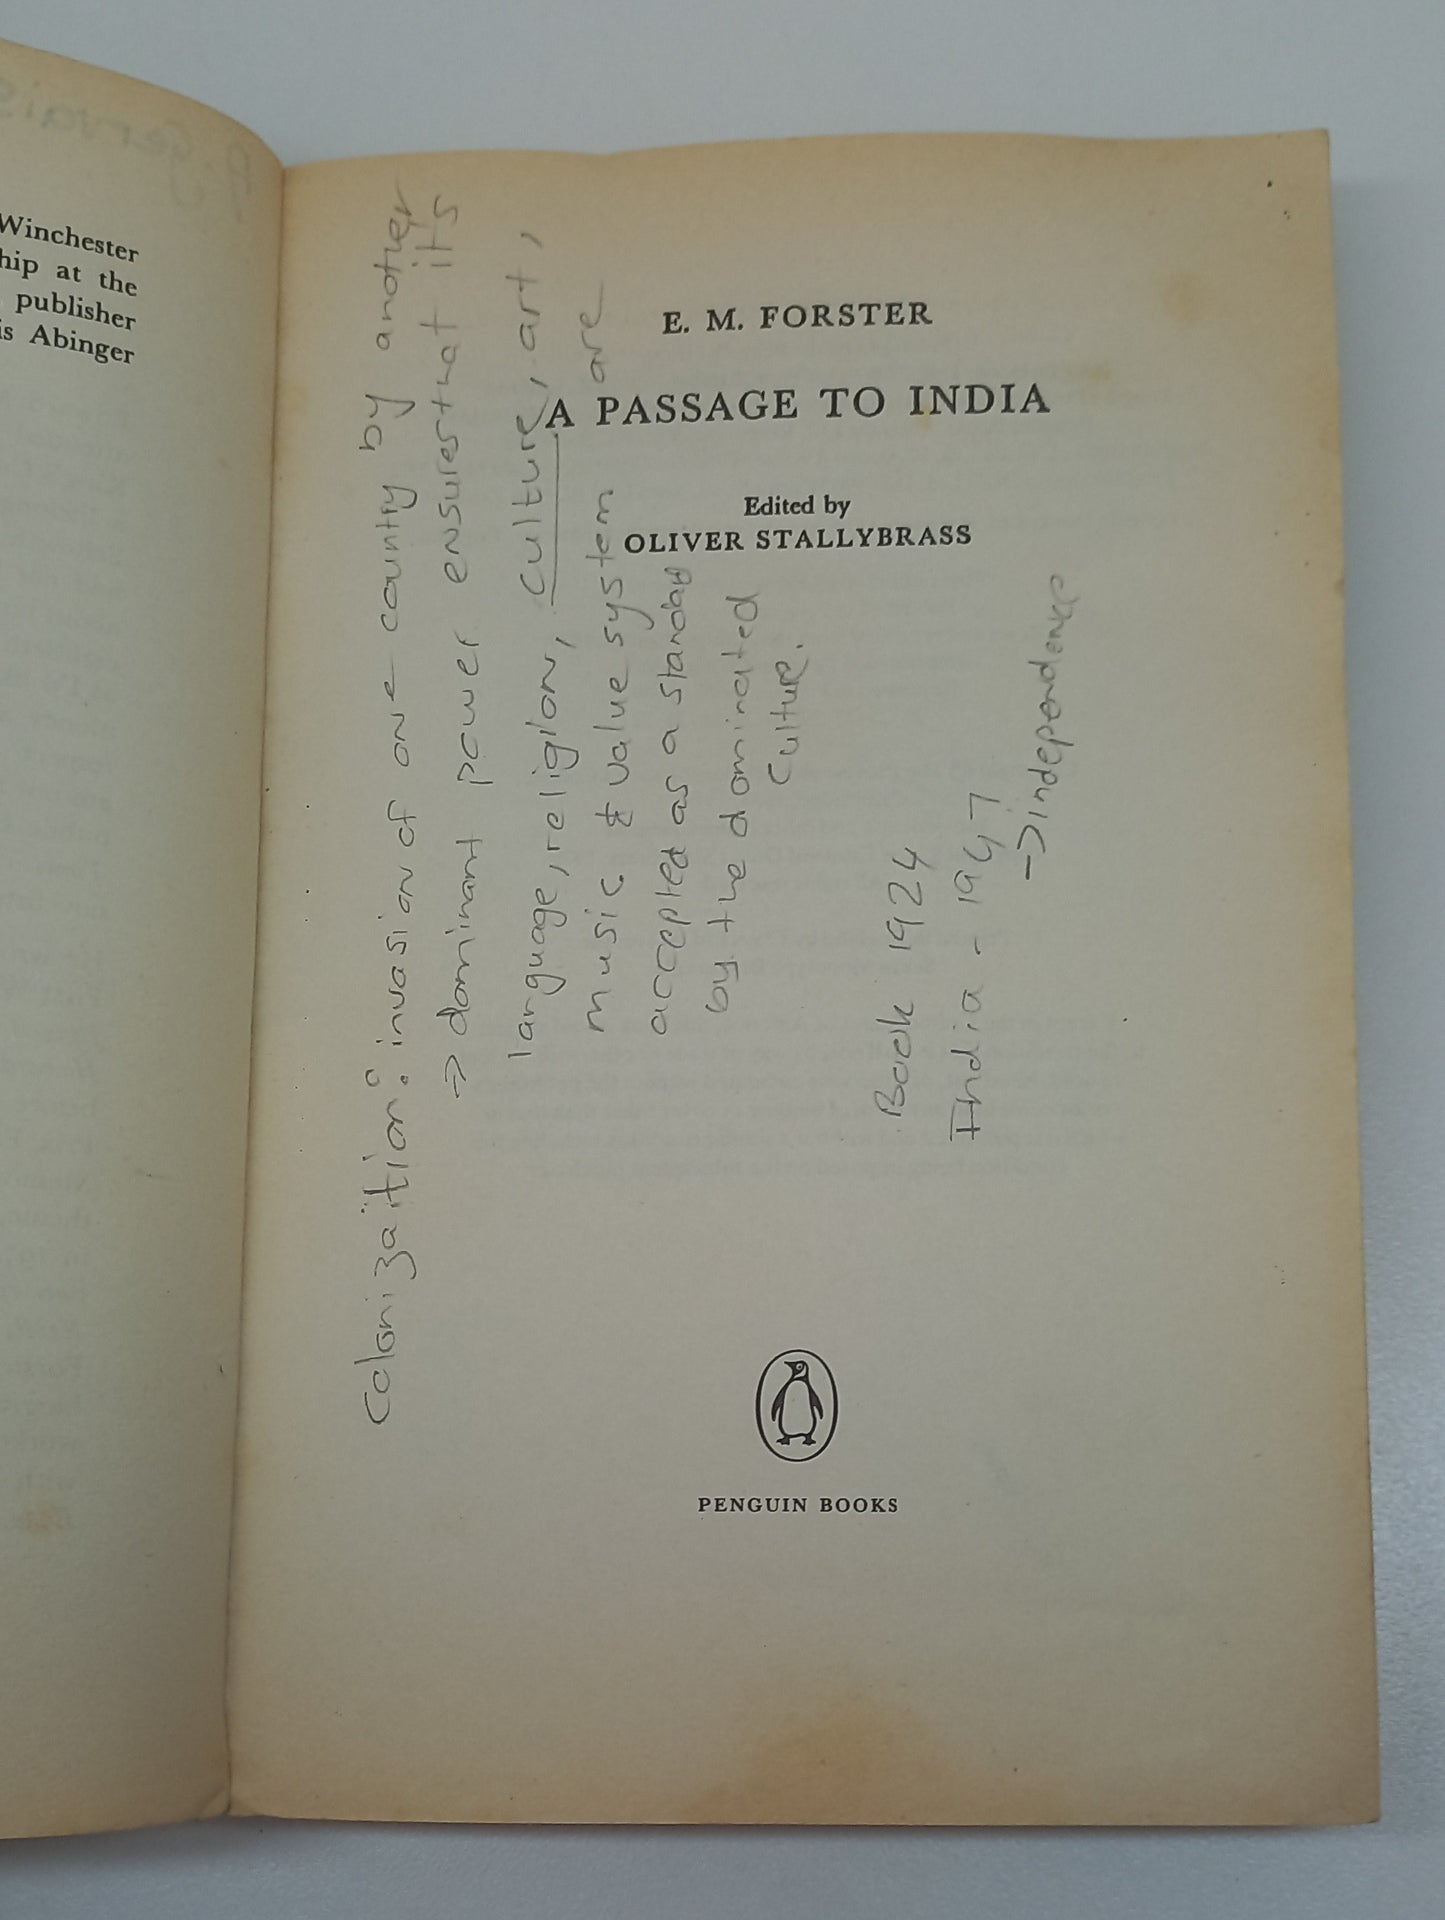 Winchester
hip at the
publisher
is Abinger
E. M. FORSTER
A PASSAGE TO INDIA
Edited by
OLIVER STALLYBRASS
PENGUIN BOOKS
Colonization: invasion of one country by another
→ dominant power ensures that its
language, religion, culture, art,
music & value system are
accepted as a standard
by the dominated
culture.
Book 1924
India - 1947
→ independence